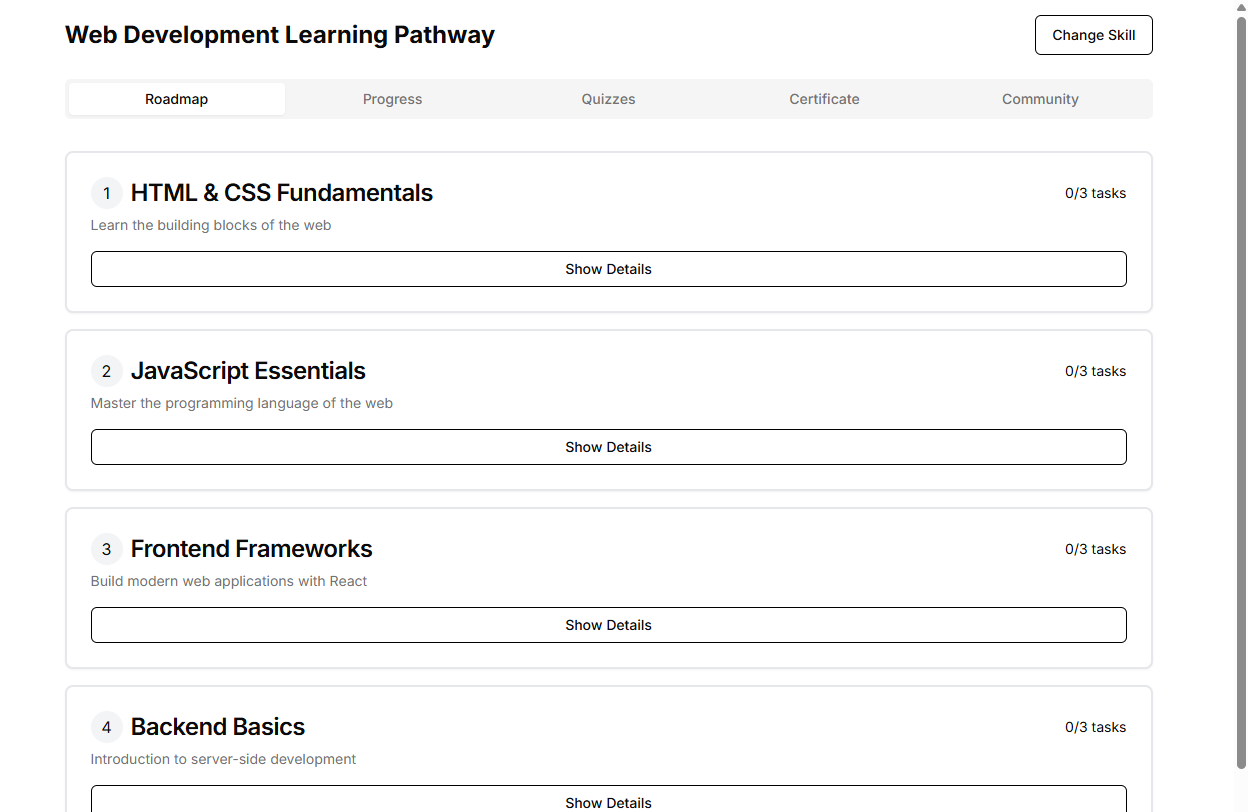 Web Development Learning Pathway
Change Skill
Roadmap Progress Quizzes Certificate Community
1 HTML & CSS Fundamentals 0/3 tasks
Learn the building blocks of the web
Show Details
2 JavaScript Essentials 0/3 tasks
Master the programming language of the web
Show Details
3 Frontend Frameworks 0/3 tasks
Build modern web applications with React
Show Details
4 Backend Basics 0/3 tasks
Introduction to server-side development
Show Details